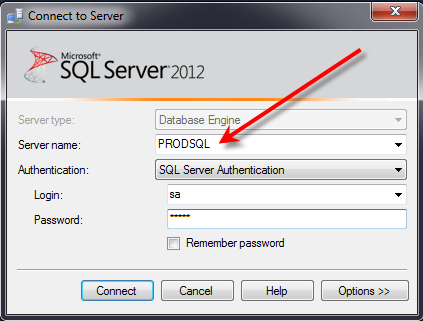 Connect to Server
Microsoft®
SQL Server® 2012
Server type: Database Engine
Server name: PRODSQL
Authentication: SQL Server Authentication
Login: sa
Password: *****
Remember password
Connect Cancel Help Options >>